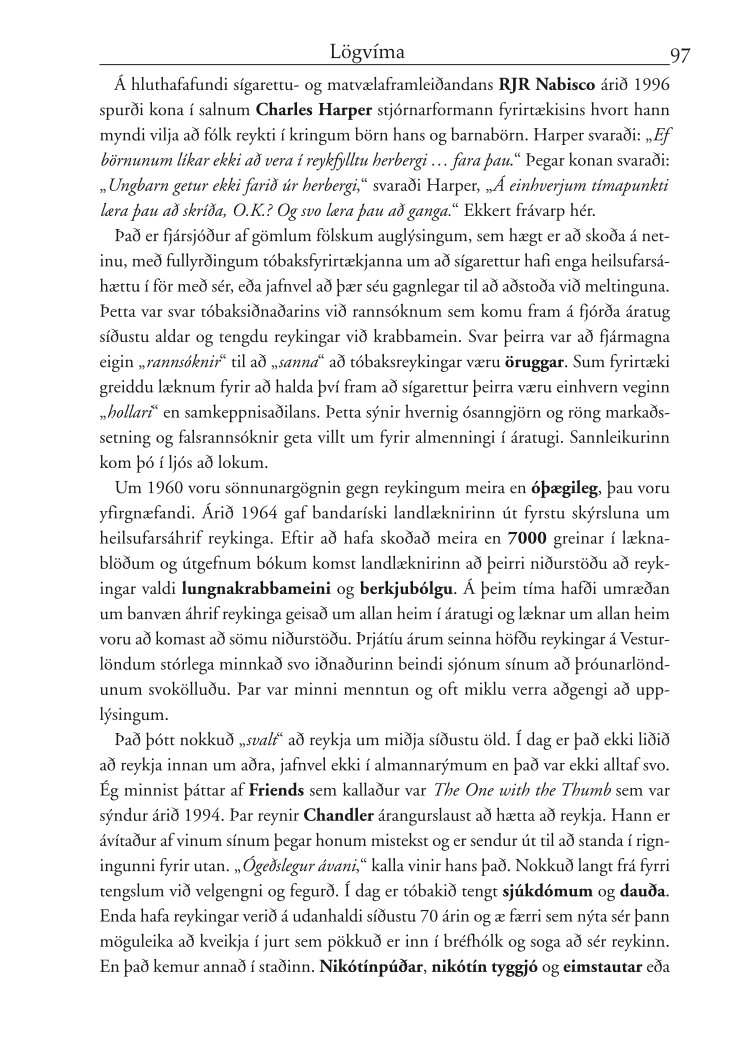 Lögvíma 97
Á hluthafafundi sígarettu- og matvælaframleiðandans RJR Nabisco árið 1996
spurði kona í salnum Charles Harper stjórnarformann fyrirtækisins hvort hann
myndi vilja að fólk reykti í kringum börn hans og barnabörn. Harper svaraði: „Ef
börnunum líkar ekki að vera í reykfylltu herbergi … fara þau.“ Þegar konan svaraði:
„Ungbarn getur ekki farið úr herbergi,“ svaraði Harper, „Á einhverjum tímapunkti
læra þau að skríða, O.K.? Og svo læra þau að ganga.“ Ekkert frávarp hér.
Það er fjársjóður af gömlum fölskum auglýsingum, sem hægt er að skoða á net-
inu, með fullyrðingum tóbaksfyrirtækjanna um að sígarettur hafi enga heilsufarsá-
hættu í för með sér, eða jafnvel að þær séu gagnlegar til að aðstoða við meltinguna.
Þetta var svar tóbaksiðnaðarins við rannsóknum sem komu fram á fjórða áratug
síðustu aldar og tengdu reykingar við krabbamein. Svar þeirra var að fjármagna
eigin „rannsóknir“ til að „sanna“ að tóbaksreykingar væru öruggar. Sum fyrirtæki
greiddu læknum fyrir að halda því fram að sígarettur þeirra væru einhvern veginn
„hollari“ en samkeppnisaðilans. Þetta sýnir hvernig ósanngjörn og röng markaðs-
setning og falsrannsóknir geta villt um fyrir almenningi í áratugi. Sannleikurinn
kom þó í ljós að lokum.
Um 1960 voru sönnunargögnin gegn reykingum meira en óþægileg, þau voru
yfirgnæfandi. Árið 1964 gaf bandaríski landlæknirinn út fyrstu skýrsluna um
heilsufarsáhrif reykinga. Eftir að hafa skoðað meira en 7000 greinar í lækna-
blöðum og útgefnum bókum komst landlæknirinn að þeirri niðurstöðu að reyk-
ingar valdi lungnakrabbameini og berkjubólgu. Á þeim tíma hafði umræðan
um banvæn áhrif reykinga geisað um allan heim í áratugi og læknar um allan heim
voru að komast að sömu niðurstöðu. Þrjátíu árum seinna höfðu reykingar á Vestur-
löndum stórlega minnkað svo iðnaðurinn beindi sjónum sínum að þróunarlönd-
unum svokölluðu. Þar var minni menntun og oft miklu verra aðgengi að upp-
lýsingum.
Það þótt nokkuð „svalt“ að reykja um miðja síðustu öld. Í dag er það ekki liðið
að reykja innan um aðra, jafnvel ekki í almannarýmum en það var ekki alltaf svo.
Ég minnist þáttar af Friends sem kallaður var The One with the Thumb sem var
sýndur árið 1994. Þar reynir Chandler árangurslaust að hætta að reykja. Hann er
ávítaður af vinum sínum þegar honum mistekst og er sendur út til að standa í rign-
ingunni fyrir utan. „Ógeðslegur ávani,“ kalla vinir hans það. Nokkuð langt frá fyrri
tengslum við velgengni og fegurð. Í dag er tóbakið tengt sjúkdómum og dauða.
Enda hafa reykingar verið á udanhaldi síðustu 70 árin og æ færri sem nýta sér þann
möguleika að kveikja í jurt sem pökkuð er inn í bréfhólk og soga að sér reykinn.
En það kemur annað í staðinn. Nikótínpúðar, nikótín tyggjó og eimstautar eða